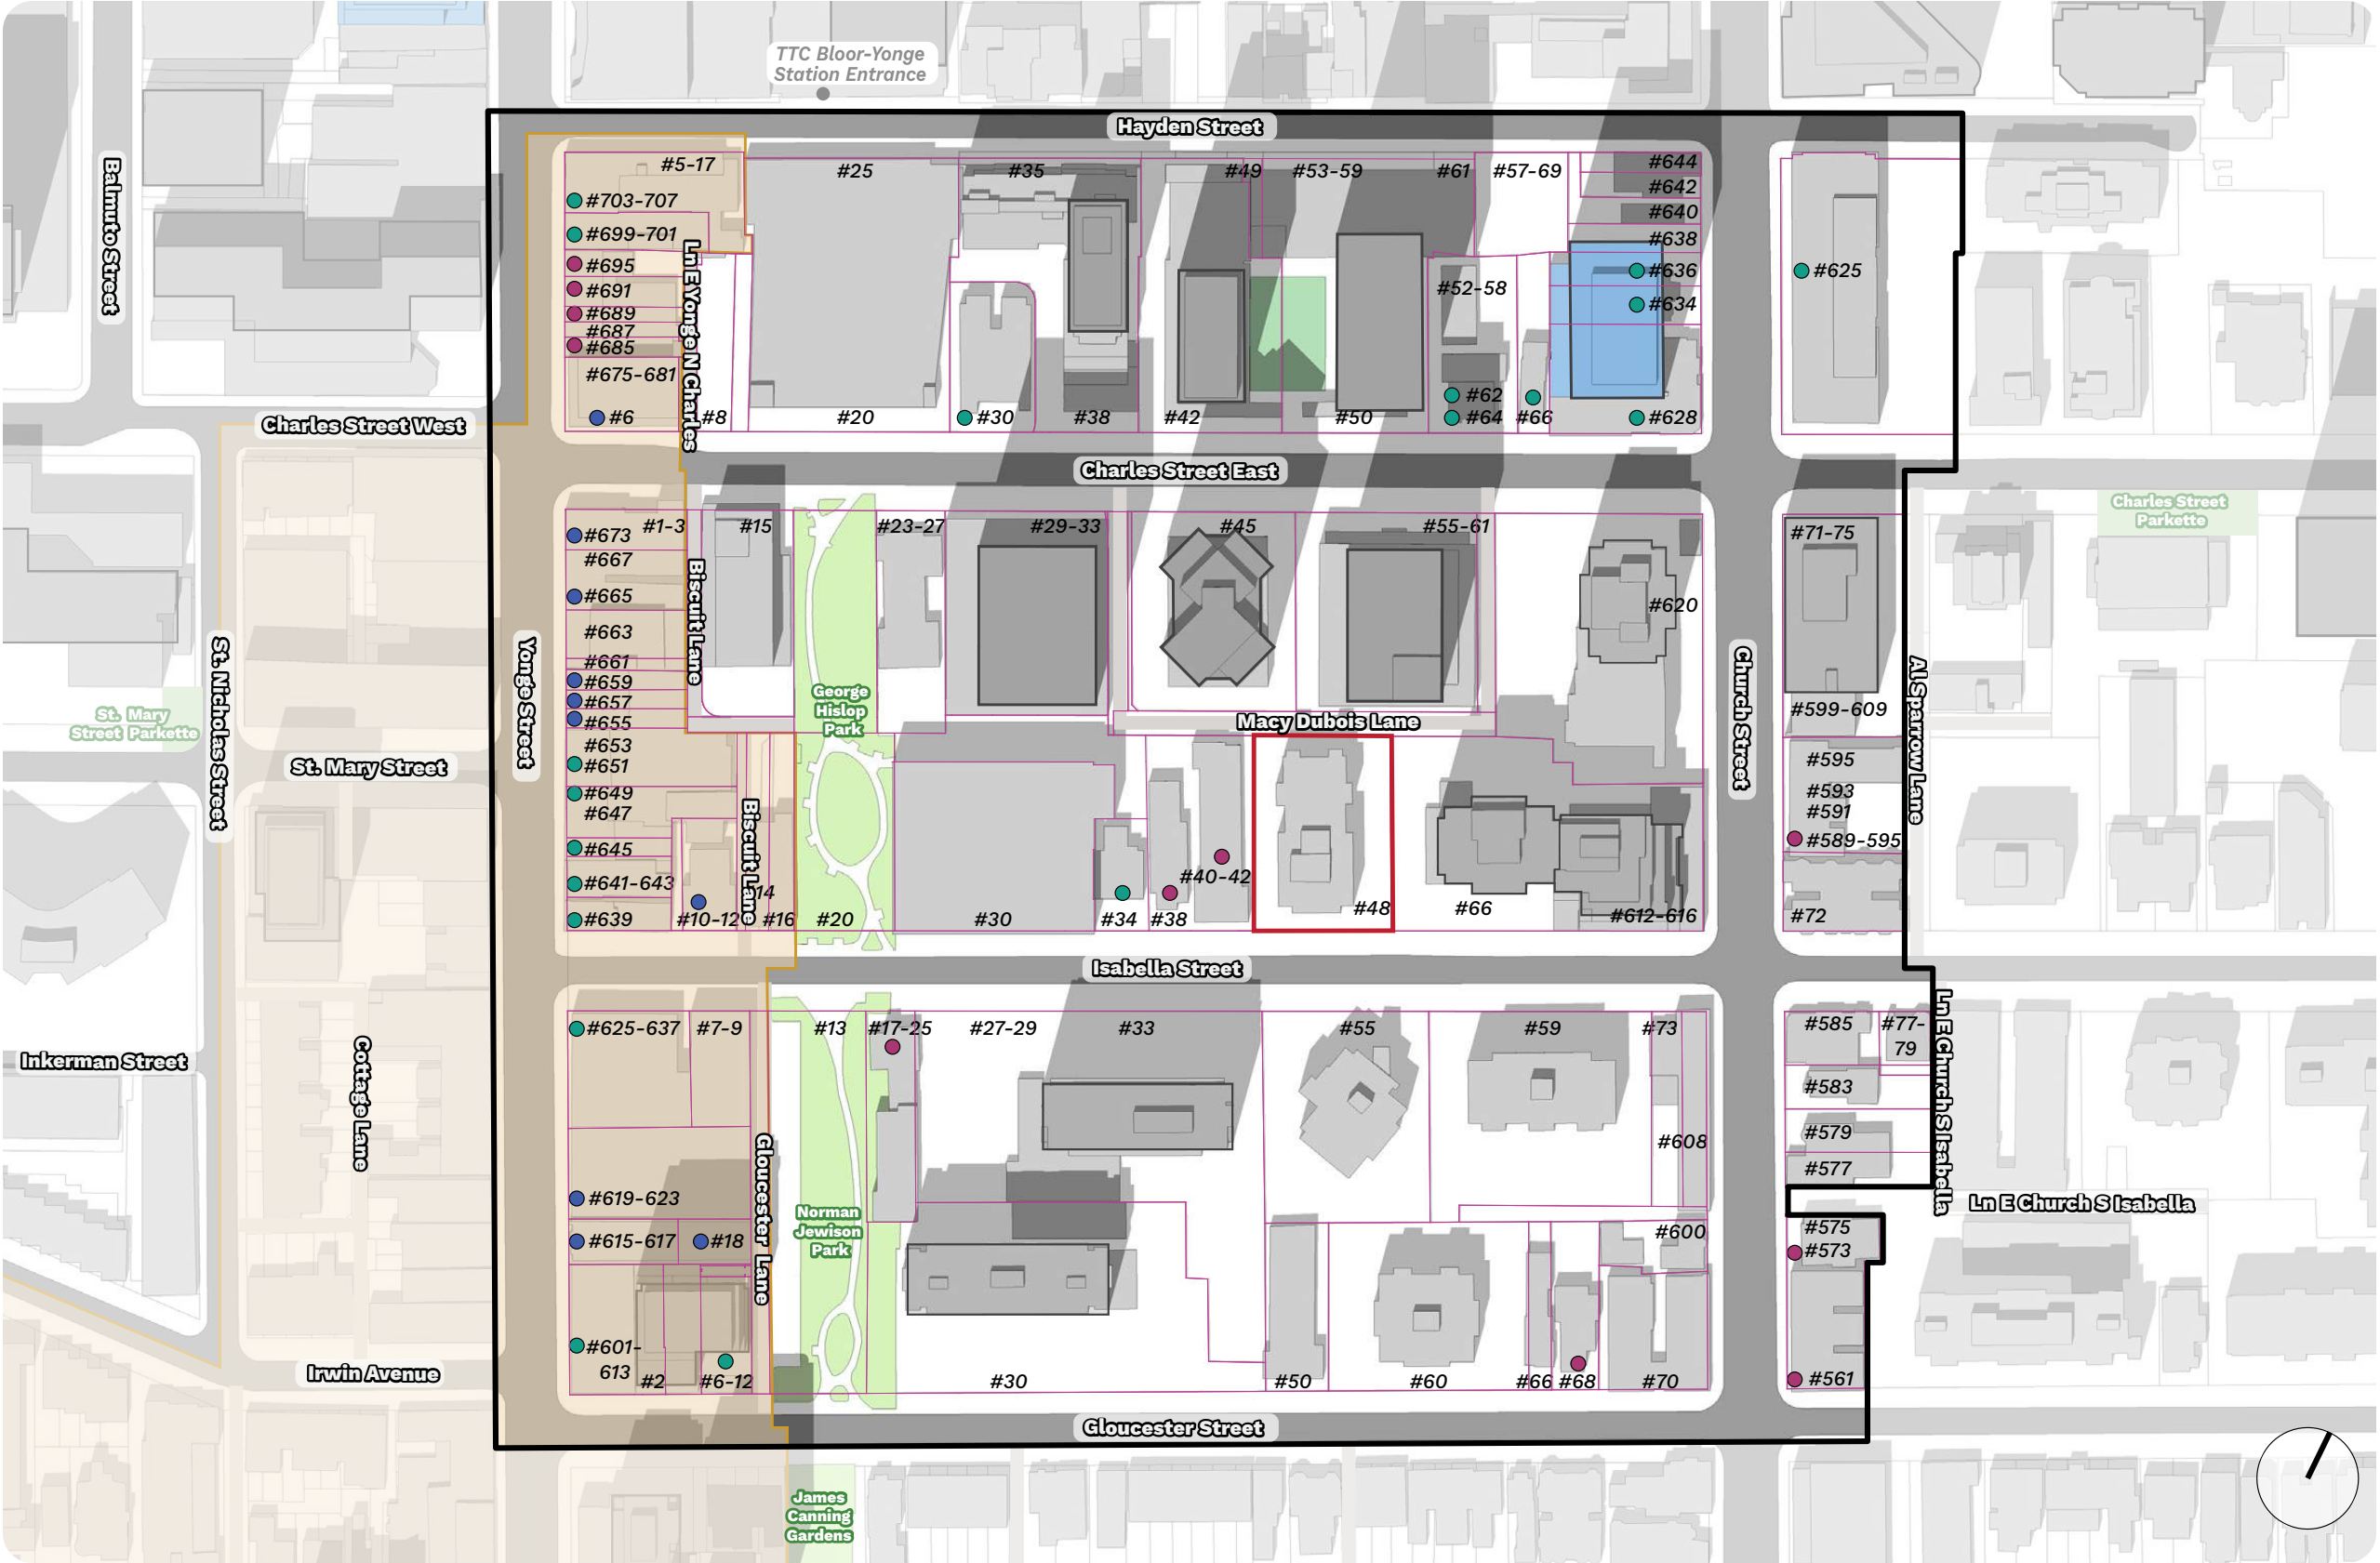 TTC Bloor-Yonge
Station Entrance
Hayden Street
Balmuto Street
#5-17
#703-707
#699-701
#695
#691
#689
#687
#685
#675-681
#6
Ln E Yonge N Charles
#8
#25
#20
#35
#30
#38
#49
#42
#53-59
#50
#61
#52-58
#62
#64
#57-69
#66
#644
#642
#640
#638
#636
#634
#628
#625
Charles Street West
Charles Street East
Charles Street
Parkette
#673
#1-3
#667
#665
#663
#661
#659
#657
#655
#653
#651
#649
#647
#645
#641-643
#639
Biscuit Lane
#15
#23-27
#29-33
#45
#55-61
#620
#71-75
#599-609
#595
#593
#591
#589-595
#72
Yonge Street
St. Nicholas Street
St. Mary
Street Parkette
St. Mary Street
George
Hislop
Park
Macy Dubois Lane
Church Street
Al Sparrow Lane
Biscuit Lane
#10-12
14
#16
#20
#30
#34
#38
#40-42
#48
#66
#612-616
Isabella Street
Inkerman Street
Cottage Lane
#625-637
#7-9
#619-623
#615-617
#18
#601-
613
#2
#6-12
Gloucester Lane
#13
#17-25
#27-29
#33
#55
#59
#73
#608
#600
Norman
Jewison
Park
#30
#50
#60
#66
#68
#70
#585
#77-
79
#583
#579
#577
#575
#573
#561
Ln E Church S Isabella
Ln E Church S Isabella
Irwin Avenue
Gloucester Street
James
Canning
Gardens